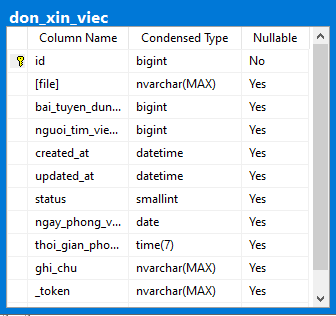 don_xin_viec
Column Name Condensed Type Nullable
id bigint No
[file] nvarchar(MAX) Yes
bai_tuyen_dun... bigint Yes
nguoi_tim_vie... bigint Yes
created_at datetime Yes
updated_at datetime Yes
status smallint Yes
ngay_phong_v... date Yes
thoi_gian_pho... time(7) Yes
ghi_chu nvarchar(MAX) Yes
_token nvarchar(MAX) Yes